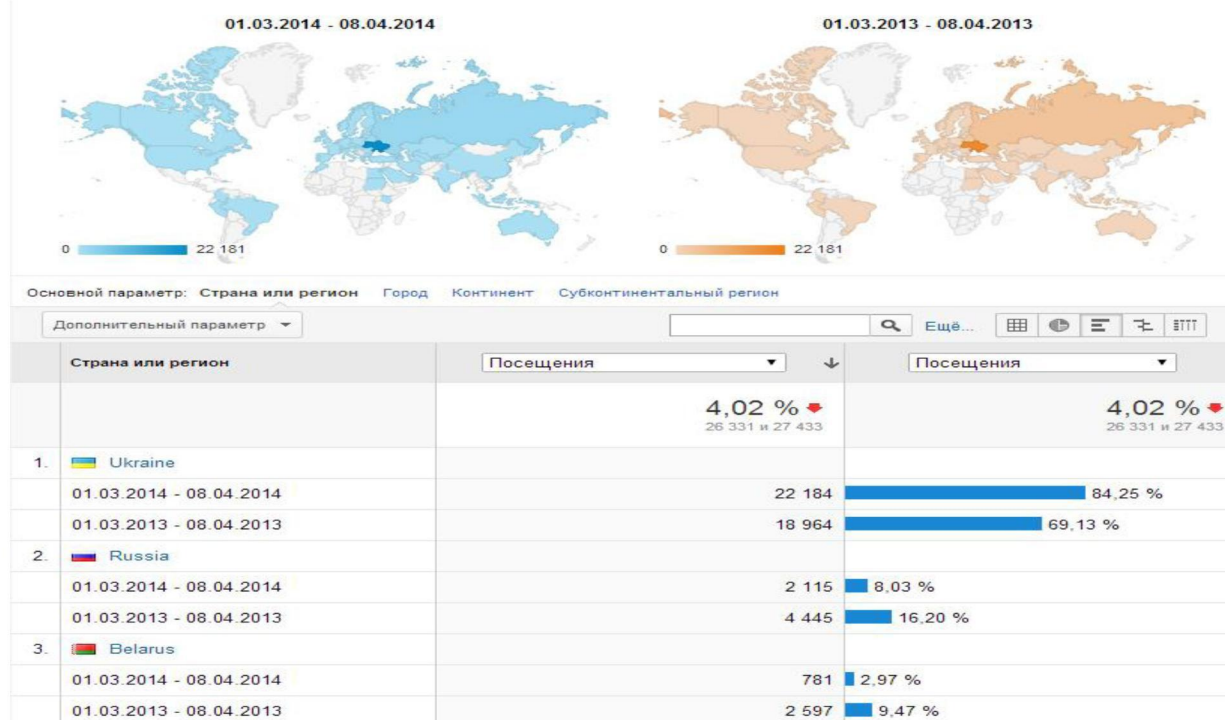 01.03.2014 - 08.04.2014 01.03.2013 - 08.04.2013
0 22 181 0 22 181
Основной параметр: Страна или регион Город Континент Субконтинентальный регион
Дополнительный параметр Ещё...
Страна или регион Посещения Посещения
4,02 % 4,02 %
26 331 и 27 433 26 331 и 27 433
1. Ukraine
01.03.2014 - 08.04.2014 22 184 84,25 %
01.03.2013 - 08.04.2013 18 964 69,13 %
2. Russia
01.03.2014 - 08.04.2014 2 115 8,03 %
01.03.2013 - 08.04.2013 4 445 16,20 %
3. Belarus
01.03.2014 - 08.04.2014 781 2,97 %
01.03.2013 - 08.04.2013 2 597 9,47 %